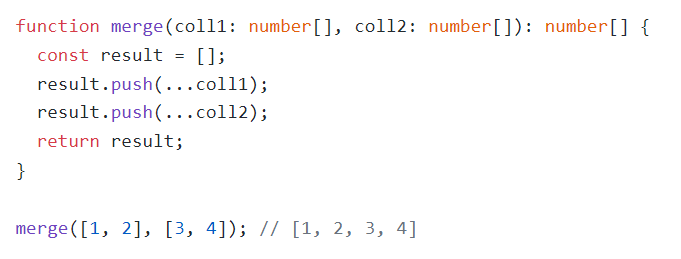 function merge(coll1: number[], coll2: number[]): number[] {
  const result = [];
  result.push(...coll1);
  result.push(...coll2);
  return result;
}

merge([1, 2], [3, 4]); // [1, 2, 3, 4]